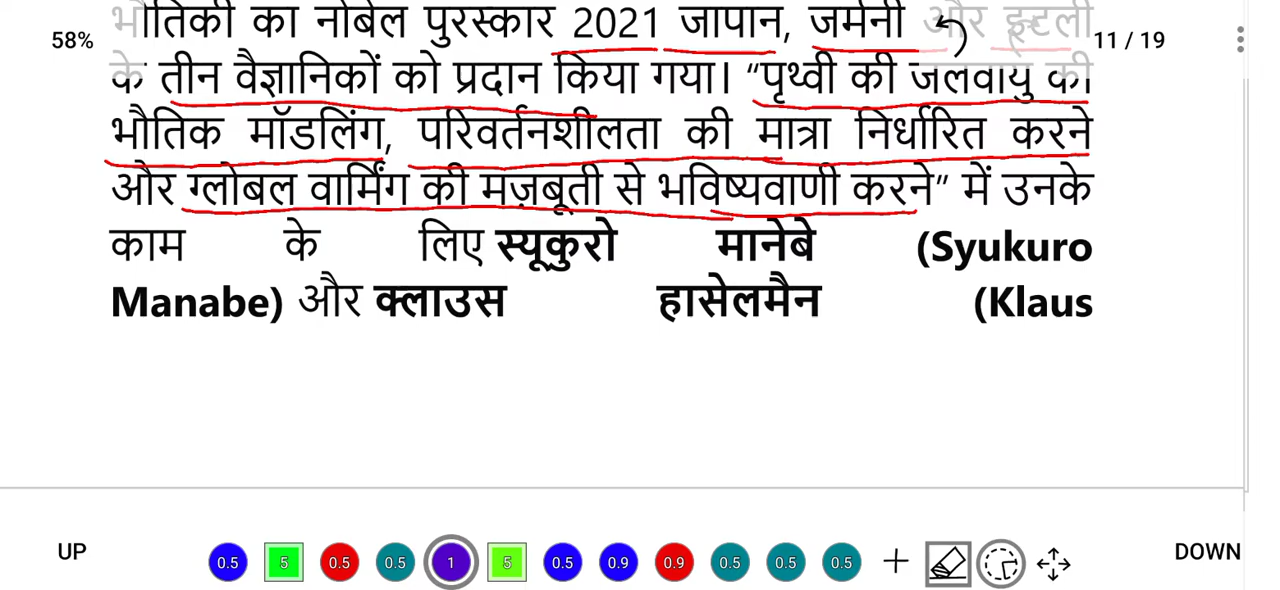 भौतिकी का नोबेल पुरस्कार 2021 जापान, जर्मनी और इटली
58%
11 / 19
के तीन वैज्ञानिकों को प्रदान किया गया। “पृथ्वी की जलवायु की
भौतिक मॉडलिंग, परिवर्तनशीलता की मात्रा निर्धारित करने
और ग्लोबल वार्मिंग की मज़बूती से भविष्यवाणी करने” में उनके
काम के लिए स्यूकुरो मानेबे (Syukuro
Manabe) और क्लाउस हासेलमैन (Klaus
UP 0.5 5 0.5 0.5 1 5 0.5 0.9 0.9 0.5 0.5 0.5 DOWN